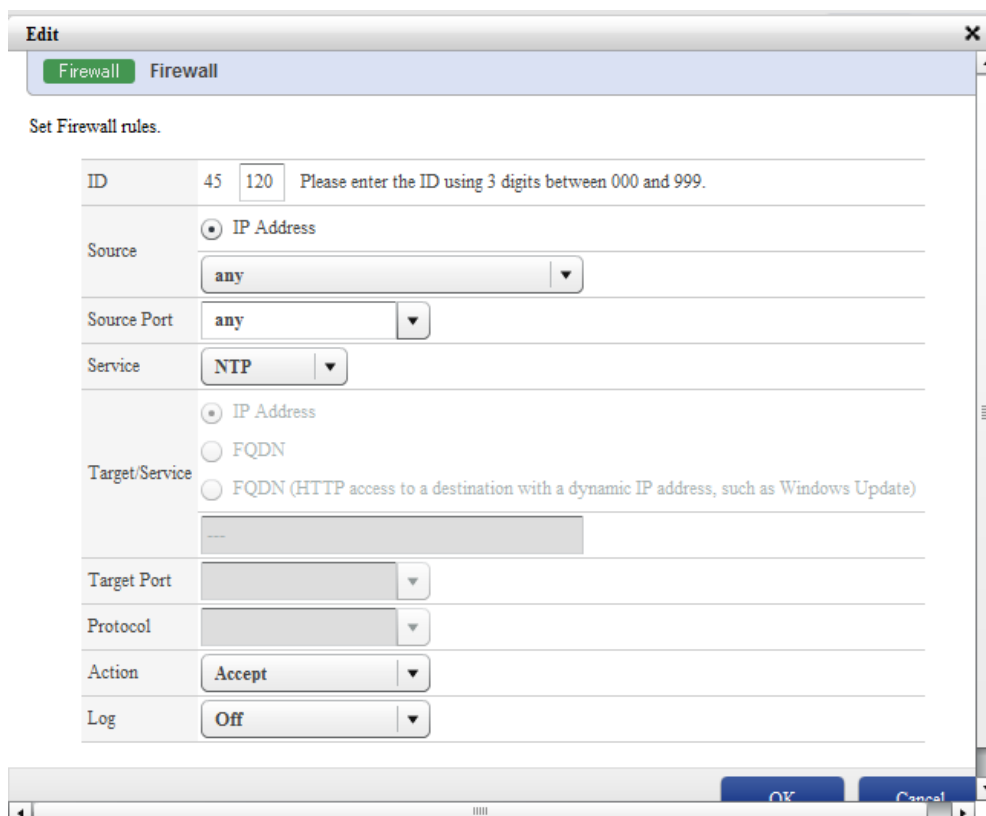 Edit
Firewall Firewall
Set Firewall rules.
ID 45 120 Please enter the ID using 3 digits between 000 and 999.
Source
IP Address
any
Source Port any
Service NTP
Target/Service
IP Address
FQDN
FQDN (HTTP access to a destination with a dynamic IP address, such as Windows Update)
---
Target Port
Protocol
Action Accept
Log Off
OK Cancel